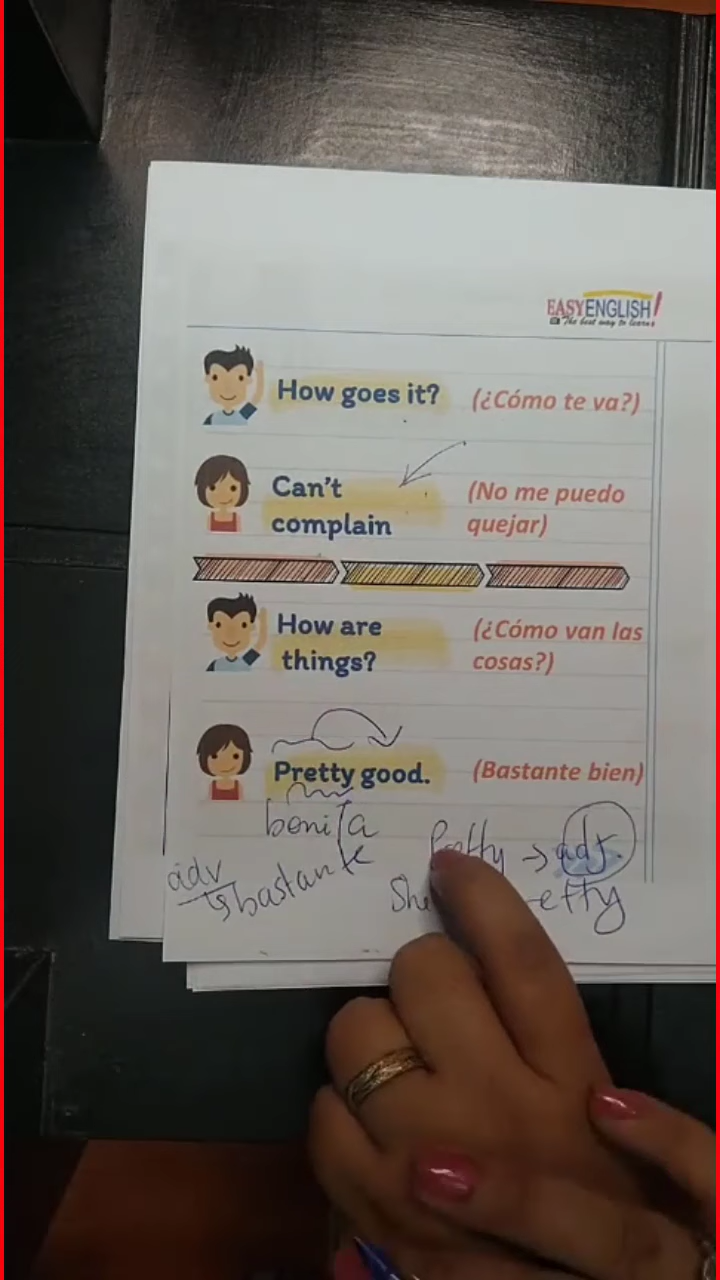 EASYENGLISH!
The best way to learn
How goes it? (¿Cómo te va?)
Can't (No me puedo
complain quejar)
How are (¿Cómo van las
things? cosas?)
Pretty good. (Bastante bien)
bonita
Pretty → adj.
adv
↳ bastante
She